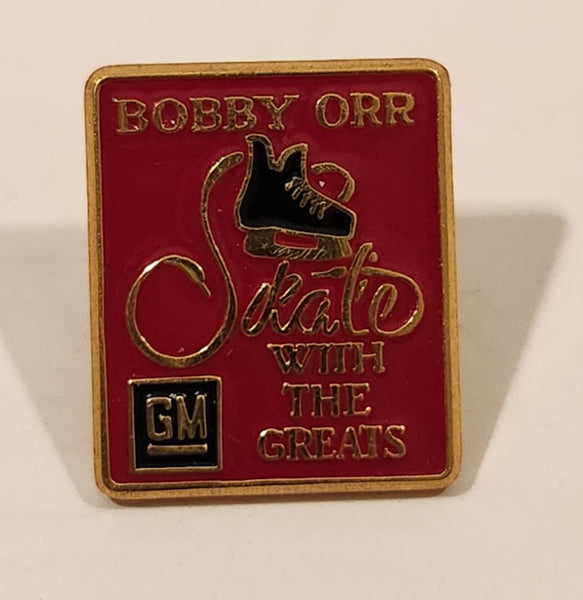 BOBBY ORR
Skate
WITH
THE
GREATS
GM